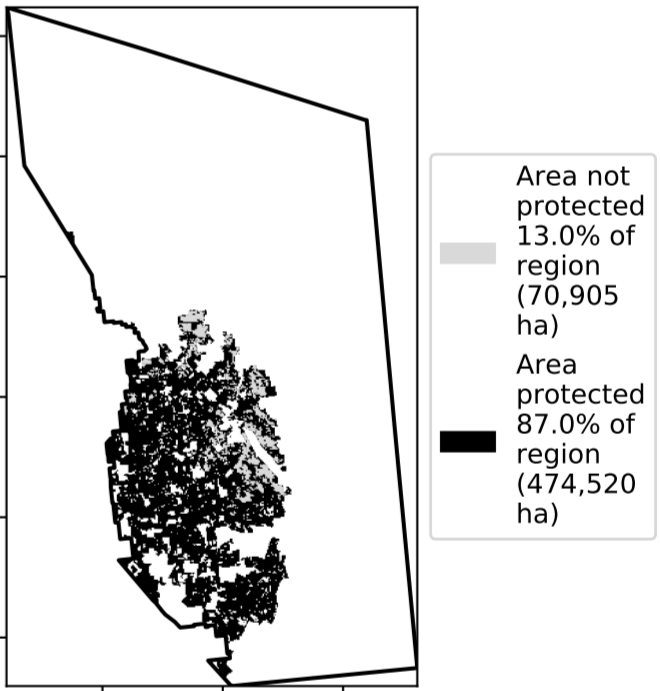 Area not
protected
13.0% of
region
(70,905
ha)
Area
protected
87.0% of
region
(474,520
ha)